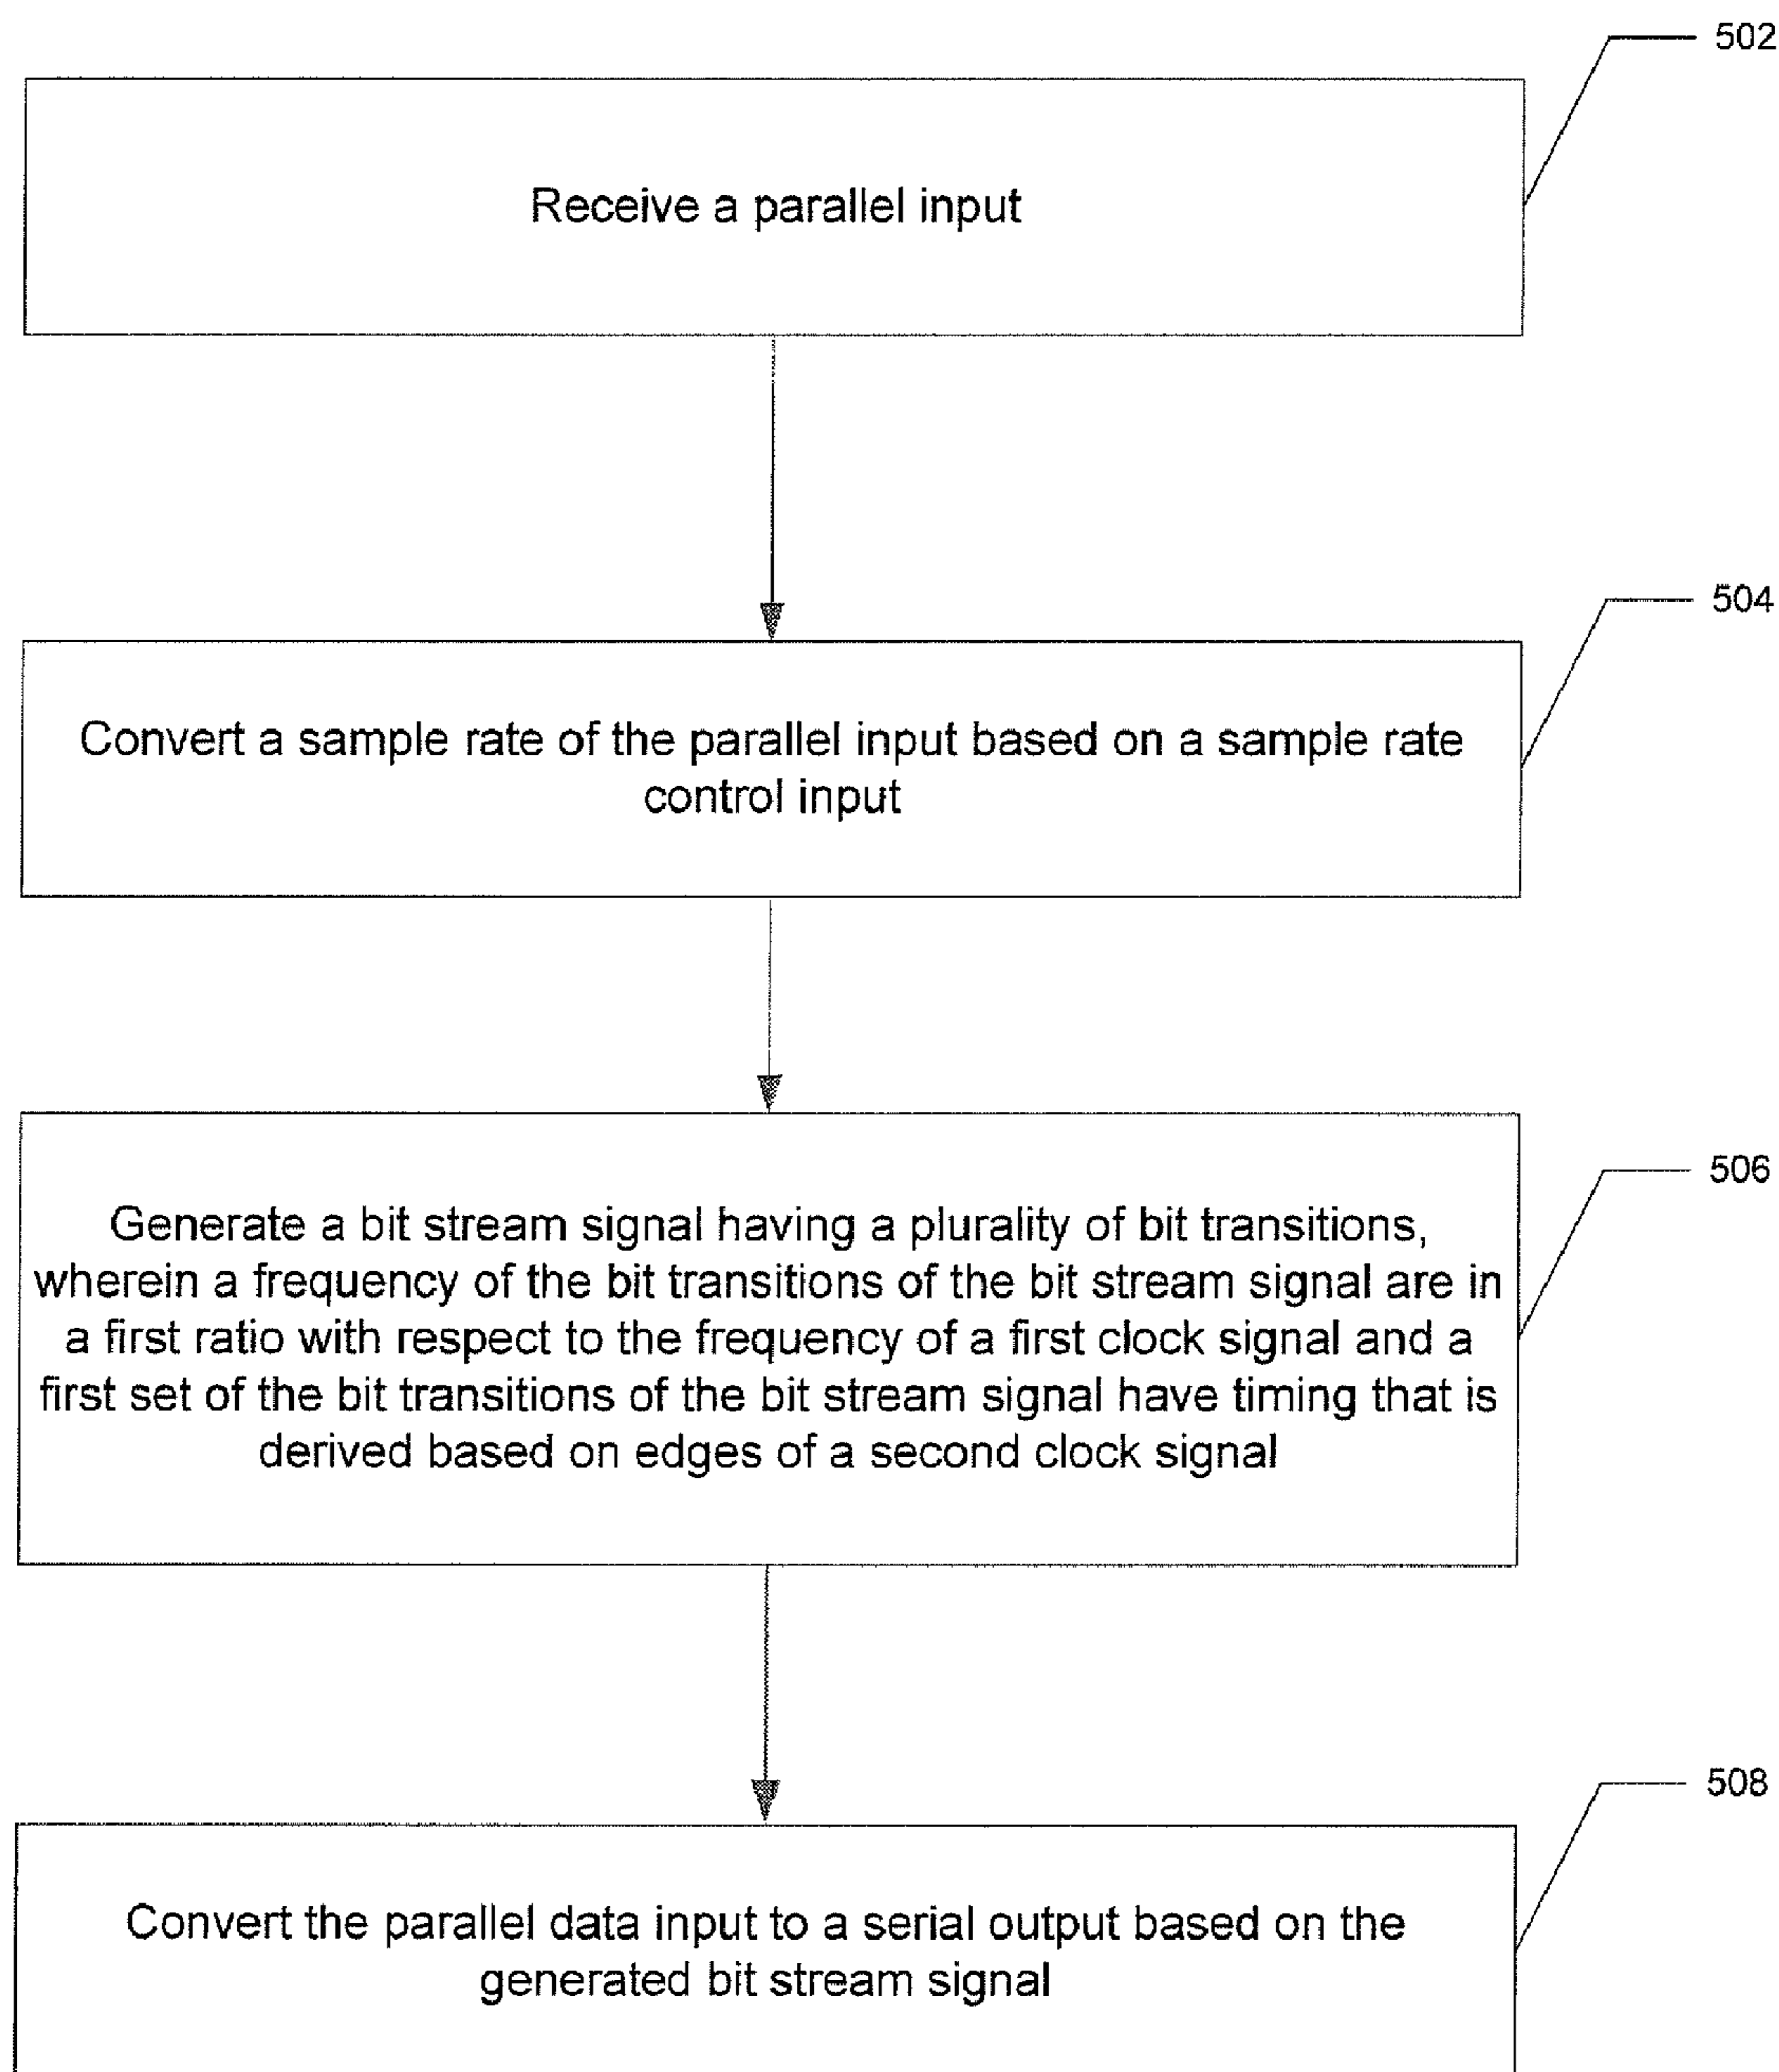 502
Receive a parallel input
504
Convert a sample rate of the parallel input based on a sample rate
control input
506
Generate a bit stream signal having a plurality of bit transitions,
wherein a frequency of the bit transitions of the bit stream signal are in
a first ratio with respect to the frequency of a first clock signal and a
first set of the bit transitions of the bit stream signal have timing that is
derived based on edges of a second clock signal
508
Convert the parallel data input to a serial output based on the
generated bit stream signal